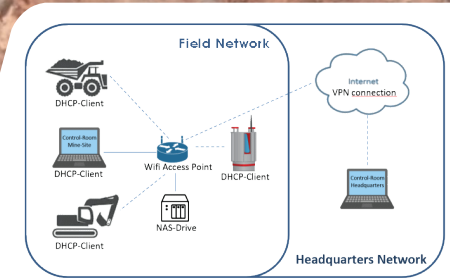 Field Network
DHCP-Client
Internet
VPN connection
Control-Room
Mine-Site
DHCP-Client
Wifi Access Point
DHCP-Client
Control-Room
Headquarters
NAS-Drive
DHCP-Client
Headquarters Network